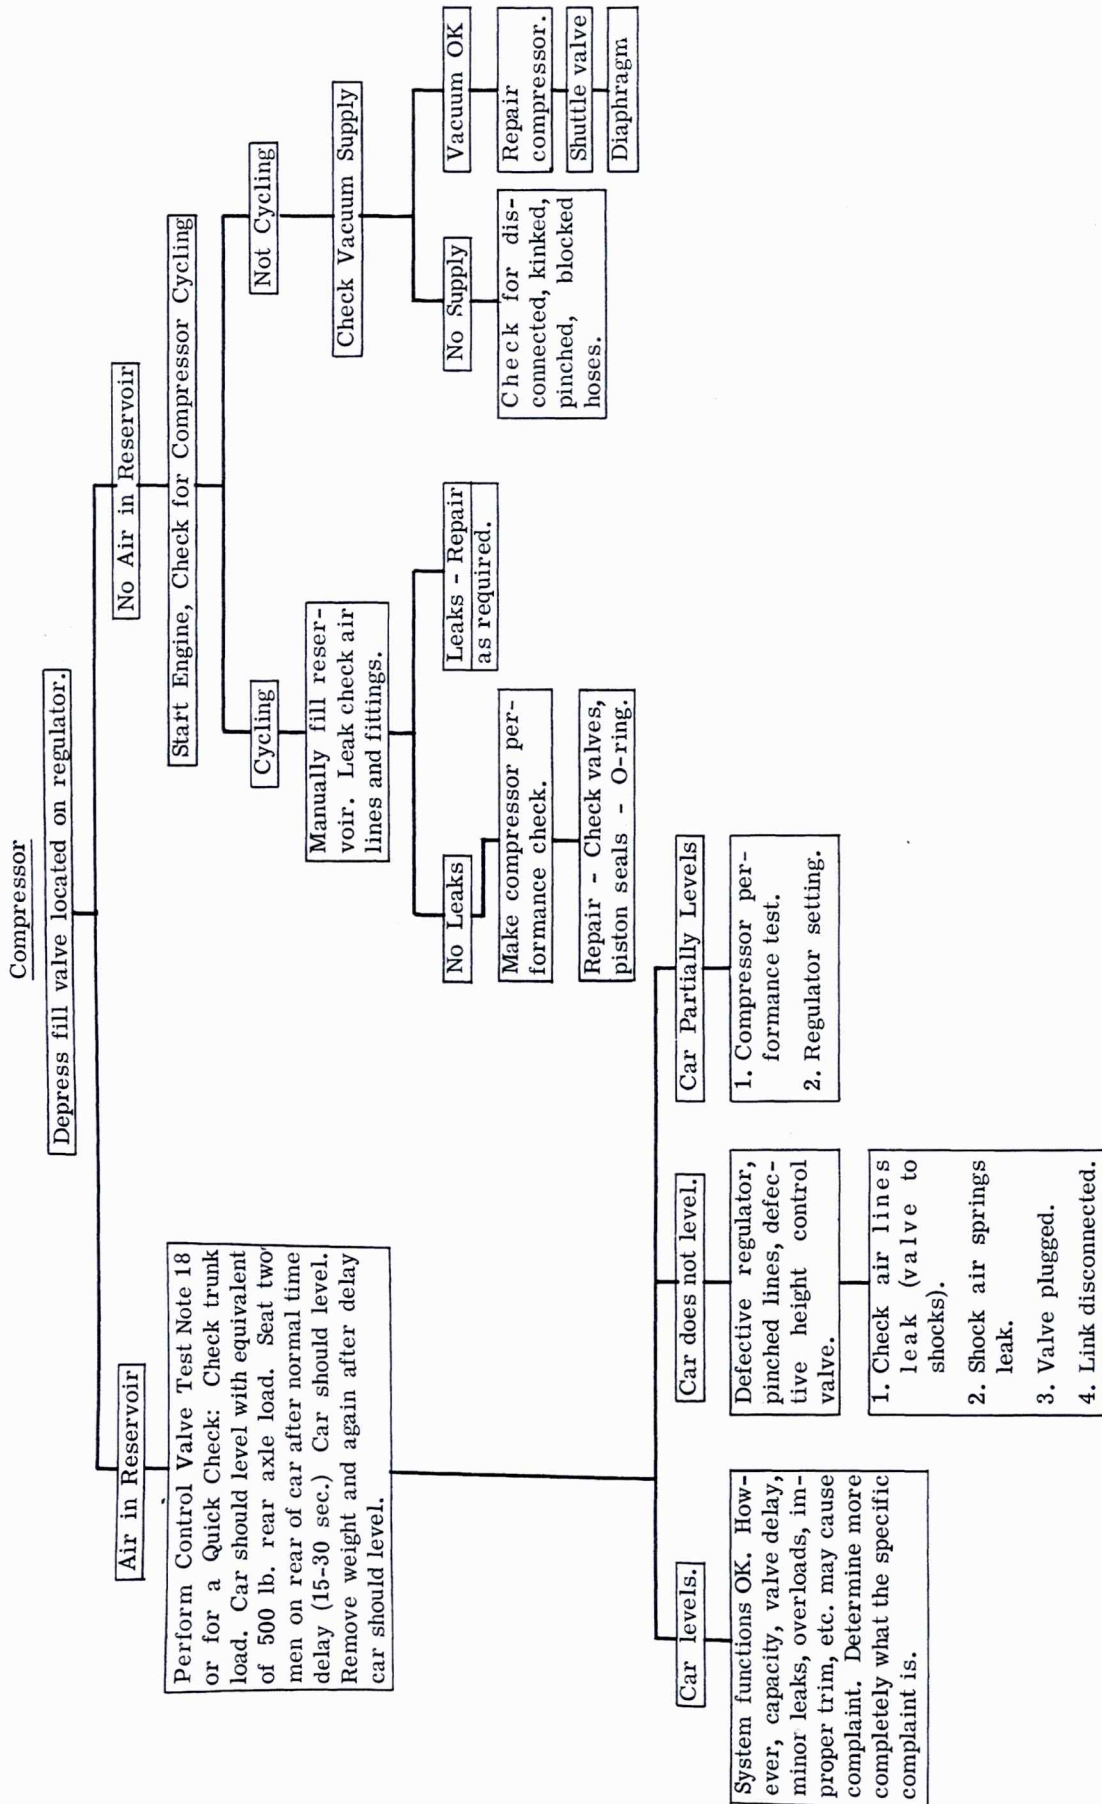 Compressor
Depress fill valve located on regulator.
Air in Reservoir
Perform Control Valve Test Note 18
or for a Quick Check: Check trunk
load. Car should level with equivalent
of 500 lb. rear axle load. Seat two
men on rear of car after normal time
delay (15-30 sec.) Car should level.
Remove weight and again after delay
car should level.
Car levels.
System functions OK. How-
ever, capacity, valve delay,
minor leaks, overloads, im-
proper trim, etc. may cause
complaint. Determine more
completely what the specific
complaint is.
Car does not level.
Defective regulator,
pinched lines, defec-
tive height control
valve.
1. Check air lines
leak (valve to
shocks).
2. Shock air springs
leak.
3. Valve plugged.
4. Link disconnected.
Car Partially Levels
1. Compressor per-
formance test.
2. Regulator setting.
No Air in Reservoir
Start Engine, Check for Compressor Cycling
Cycling
Manually fill reser-
voir. Leak check air
lines and fittings.
No Leaks
Make compressor per-
formance check.
Repair - Check valves,
piston seals - O-ring.
Leaks - Repair
as required.
Not Cycling
Check Vacuum Supply
No Supply
Check for dis-
connected, kinked,
pinched, blocked
hoses.
Vacuum OK
Repair
compressor.
Shuttle valve
Diaphragm